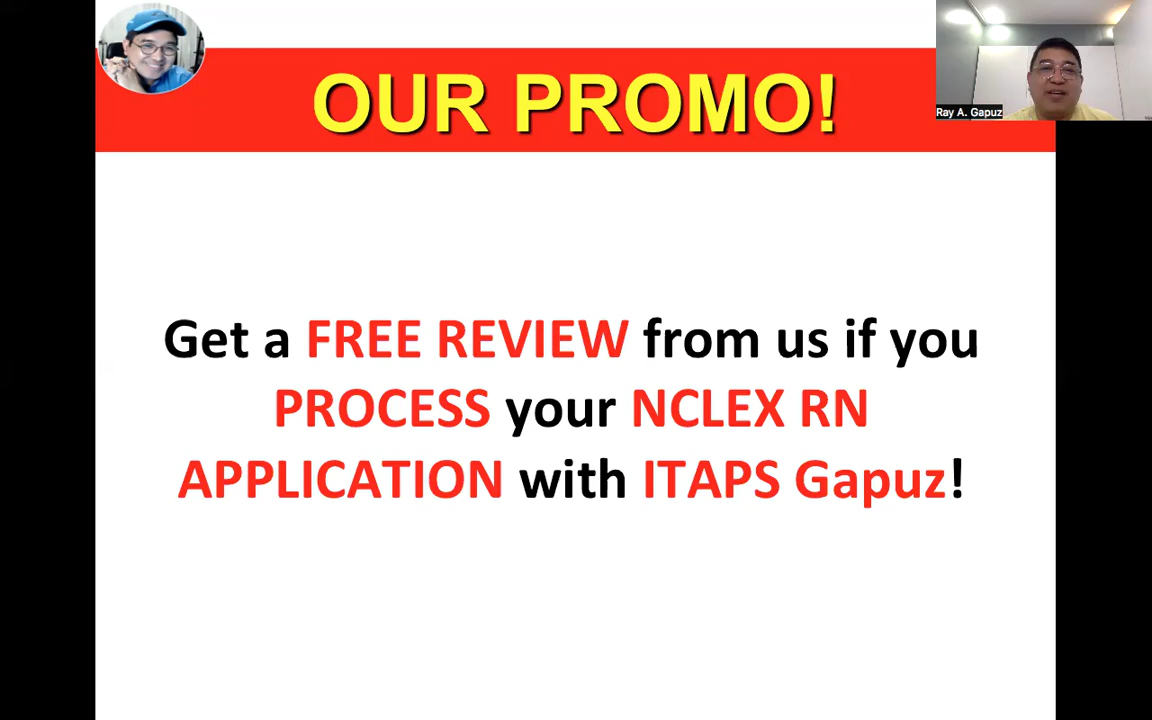 OUR PROMO!
Ray A. Gapuz
Get a FREE REVIEW from us if you
PROCESS your NCLEX RN
APPLICATION with ITAPS Gapuz!